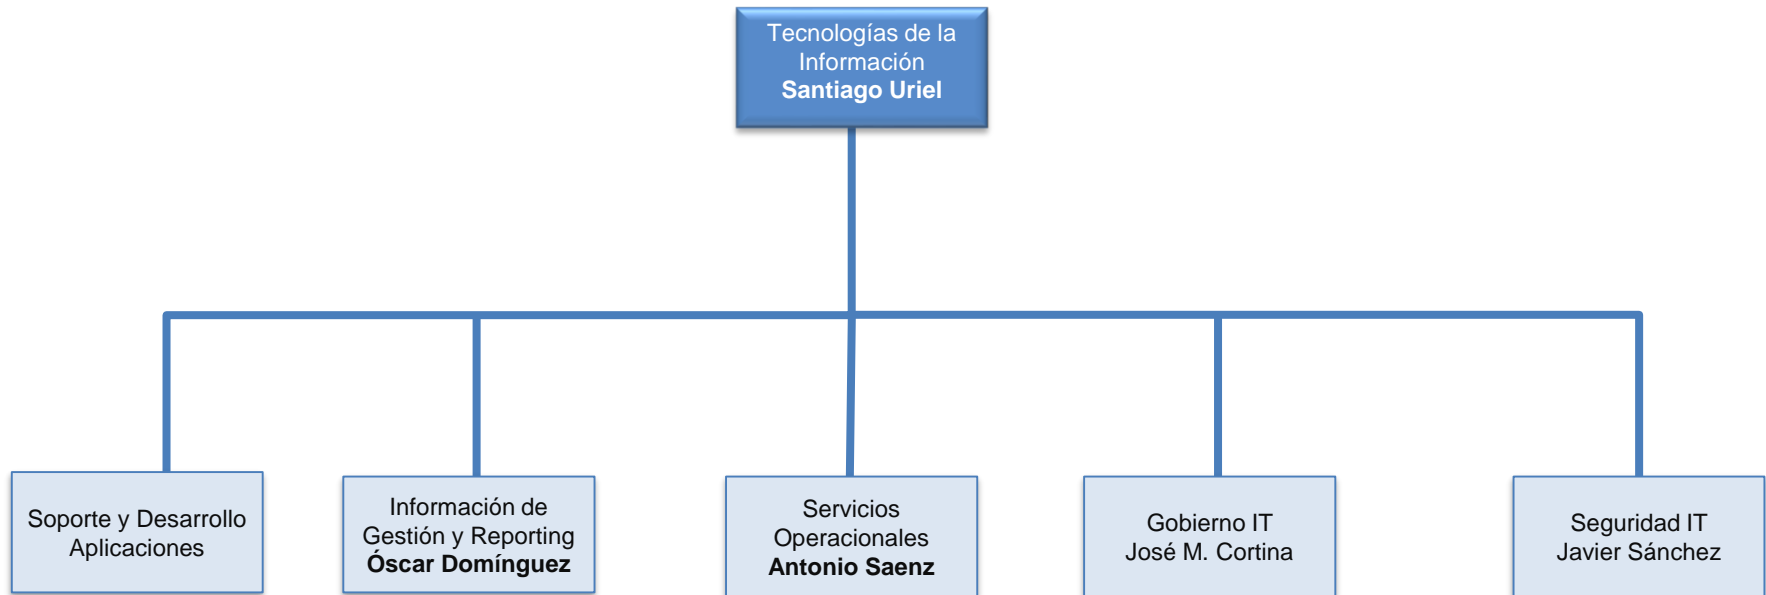 Tecnologías de la
Información
Santiago Uriel
Soporte y Desarrollo
Aplicaciones
Información de
Gestión y Reporting
Óscar Domínguez
Servicios
Operacionales
Antonio Saenz
Gobierno IT
José M. Cortina
Seguridad IT
Javier Sánchez